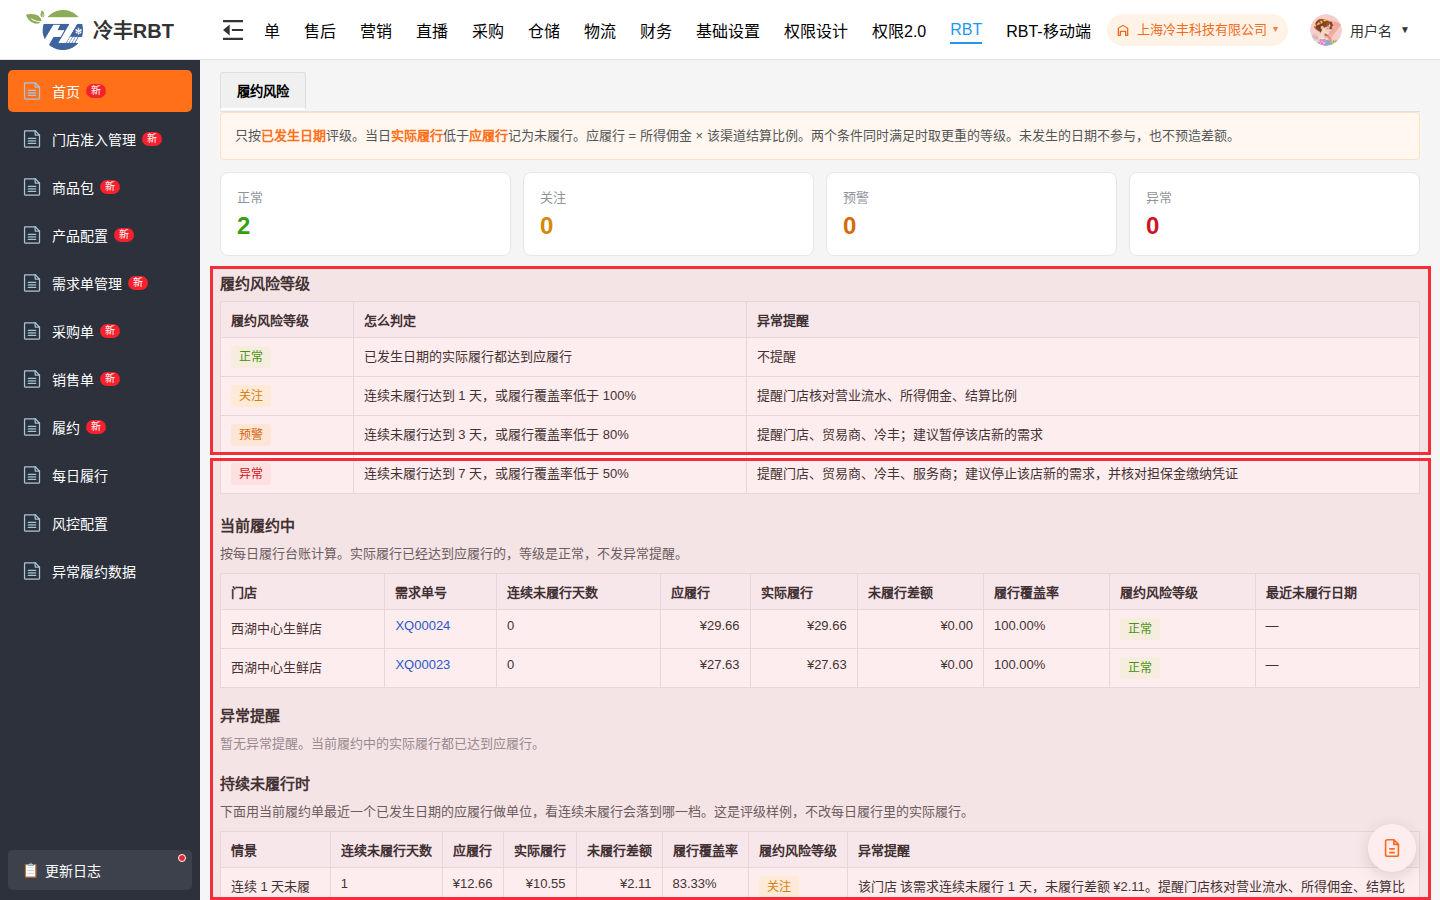 冷丰RBT
单 售后 营销 直播 采购 仓储 物流 财务 基础设置 权限设计 权限2.0 RBT RBT-移动端
上海冷丰科技有限公司
用户名
首页 新
门店准入管理 新
商品包 新
产品配置 新
需求单管理 新
采购单 新
销售单 新
履约 新
每日履行
风控配置
异常履约数据
更新日志
履约风险
只按已发生日期评级。当日实际履行低于应履行记为未履行。应履行 = 所得佣金 × 该渠道结算比例。两个条件同时满足时取更重的等级。未发生的日期不参与，也不预造差额。
正常 关注 预警 异常
2 0 0 0
履约风险等级
履约风险等级 怎么判定 异常提醒
正常 已发生日期的实际履行都达到应履行 不提醒
关注 连续未履行达到 1 天，或履行覆盖率低于 100% 提醒门店核对营业流水、所得佣金、结算比例
预警 连续未履行达到 3 天，或履行覆盖率低于 80% 提醒门店、贸易商、冷丰；建议暂停该店新的需求
异常 连续未履行达到 7 天，或履行覆盖率低于 50% 提醒门店、贸易商、冷丰、服务商；建议停止该店新的需求，并核对担保金缴纳凭证
当前履约中
按每日履行台账计算。实际履行已经达到应履行的，等级是正常，不发异常提醒。
门店 需求单号 连续未履行天数 应履行 实际履行 未履行差额 履行覆盖率 履约风险等级 最近未履行日期
西湖中心生鲜店 XQ00024 0 ¥29.66 ¥29.66 ¥0.00 100.00% 正常 —
西湖中心生鲜店 XQ00023 0 ¥27.63 ¥27.63 ¥0.00 100.00% 正常 —
异常提醒
暂无异常提醒。当前履约中的实际履行都已达到应履行。
持续未履行时
下面用当前履约单最近一个已发生日期的应履行做单位，看连续未履行会落到哪一档。这是评级样例，不改每日履行里的实际履行。
情景 连续未履行天数 应履行 实际履行 未履行差额 履行覆盖率 履约风险等级 异常提醒
连续 1 天未履 1 ¥12.66 ¥10.55 ¥2.11 83.33% 关注 该门店 该需求连续未履行 1 天，未履行差额 ¥2.11。提醒门店核对营业流水、所得佣金、结算比